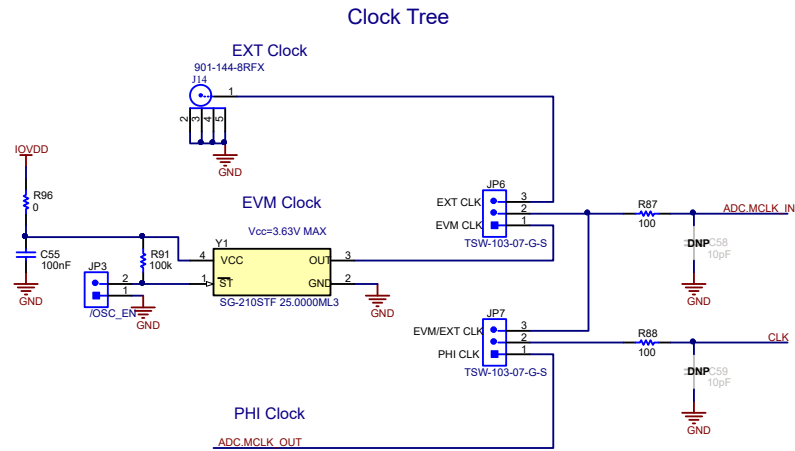 Clock Tree
EXT Clock
901-144-8RFX
J14
1
2
3
4
5
GND
IOVDD
R96
0
C55
100nF
GND
EVM Clock
Vcc=3.63V MAX
Y1
4 VCC OUT 3
1 ST GND 2
SG-210STF 25.0000ML3
R91
100k
JP3
2
1
/OSC_EN
GND
GND
JP6
EXT CLK 3
2
EVM CLK 1
TSW-103-07-G-S
R87
100
ADC.MCLK_IN
DNP C58
10pF
GND
JP7
EVM/EXT CLK 3
2
PHI CLK 1
TSW-103-07-G-S
R88
100
CLK
DNP C59
10pF
GND
PHI Clock
ADC.MCLK_OUT